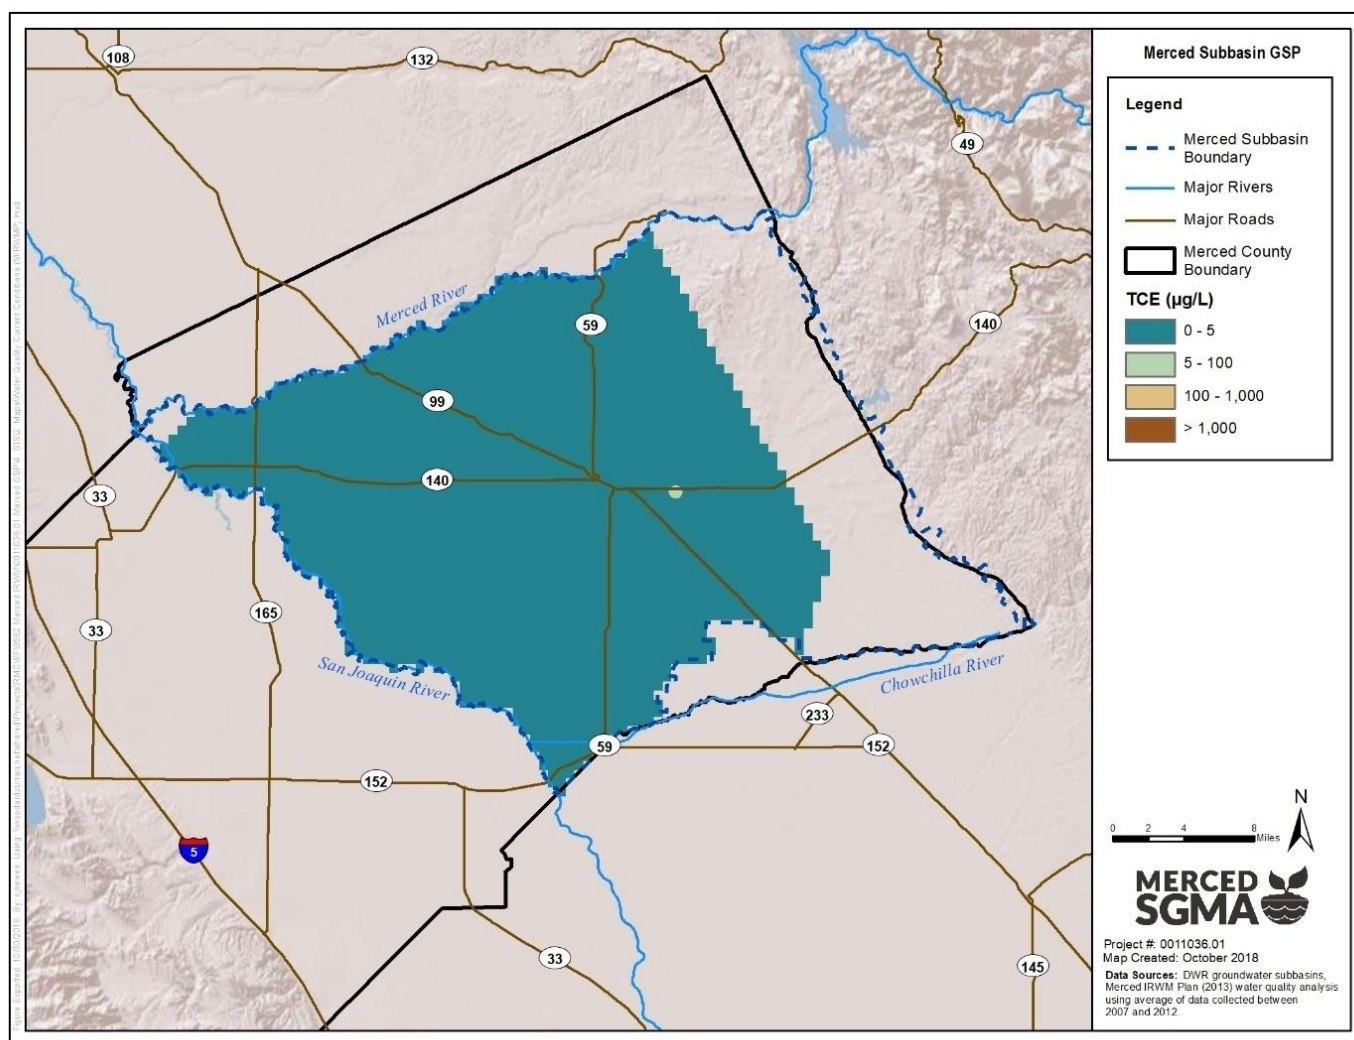 Merced Subbasin GSP
Legend
Merced Subbasin
Boundary
Major Rivers
Major Roads
Merced County
Boundary
TCE (µg/L)
0 - 5
5 - 100
100 - 1,000
> 1,000
108
132
49
Merced River
59
140
99
140
33
165
33
San Joaquin River
Chowchilla River
233
59
152
152
5
33
145
N
0 2 4 8
Miles
MERCED
SGMA
Project #: 0011036.01
Map Created: October 2018
Data Sources: DWR groundwater subbasins,
Merced IRWM Plan (2013) water quality analysis
using average of data collected between
2007 and 2012.